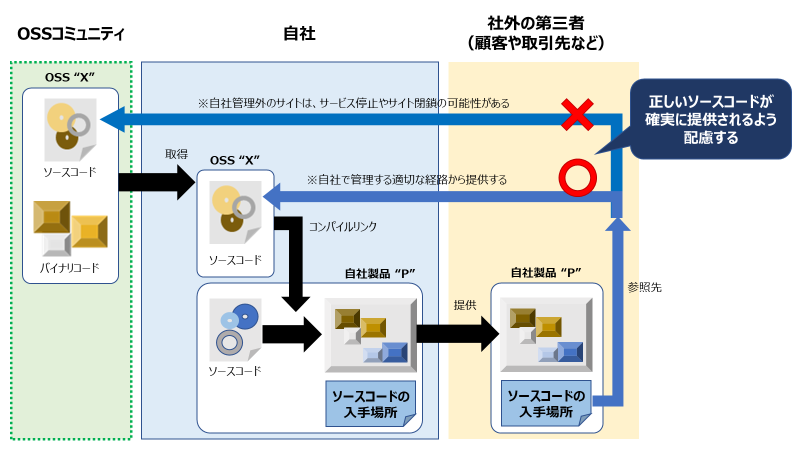 OSSコミュニティ
自社
社外の第三者
（顧客や取引先など）
OSS “X”
ソースコード
バイナリコード
※自社管理外のサイトは、サービス停止やサイト閉鎖の可能性がある
正しいソースコードが
確実に提供されるよう
配慮する
取得
OSS “X”
ソースコード
※自社で管理する適切な経路から提供する
コンパイルリンク
自社製品 “P”
ソースコード
ソースコードの
入手場所
提供
自社製品 “P”
ソースコードの
入手場所
参照先